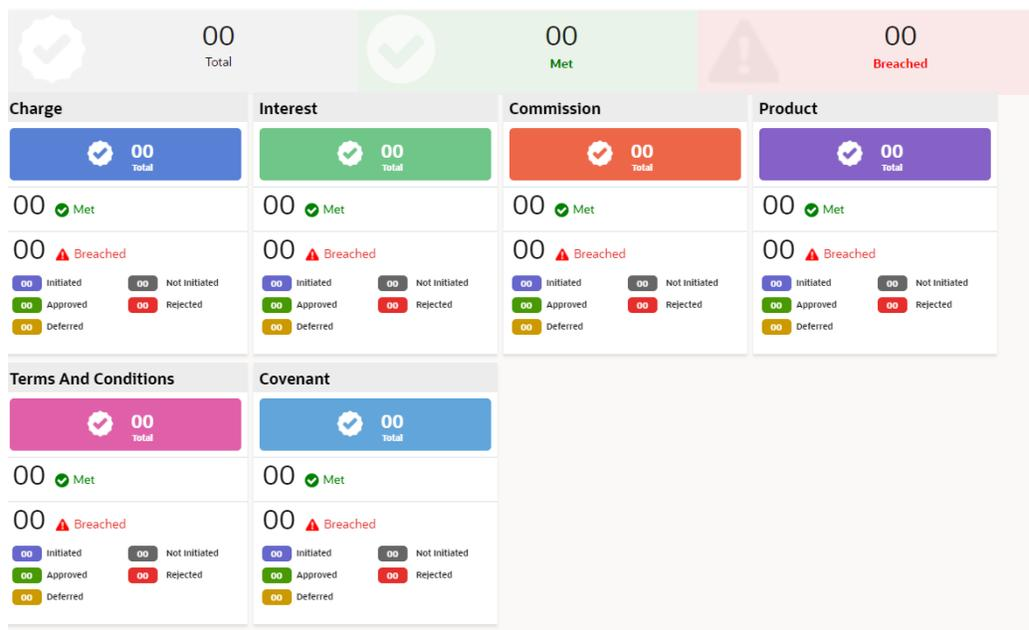 00
Total
00
Met
00
Breached
Charge
00
Total
00 Met
00 Breached
00 Initiated 00 Not Initiated
00 Approved 00 Rejected
00 Deferred
Interest
00
Total
00 Met
00 Breached
00 Initiated 00 Not Initiated
00 Approved 00 Rejected
00 Deferred
Commission
00
Total
00 Met
00 Breached
00 Initiated 00 Not Initiated
00 Approved 00 Rejected
00 Deferred
Product
00
Total
00 Met
00 Breached
00 Initiated 00 Not Initiated
00 Approved 00 Rejected
00 Deferred
Terms And Conditions
00
Total
00 Met
00 Breached
00 Initiated 00 Not Initiated
00 Approved 00 Rejected
00 Deferred
Covenant
00
Total
00 Met
00 Breached
00 Initiated 00 Not Initiated
00 Approved 00 Rejected
00 Deferred